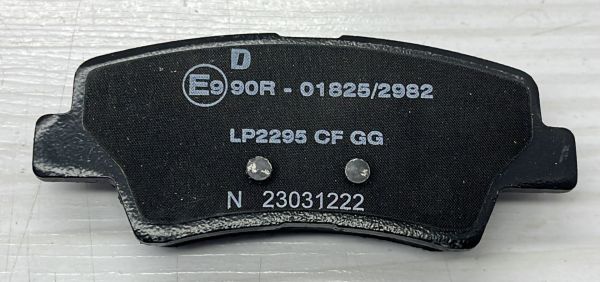 D
E9 90R - 01825/2982
LP2295 CF GG
N 23031222